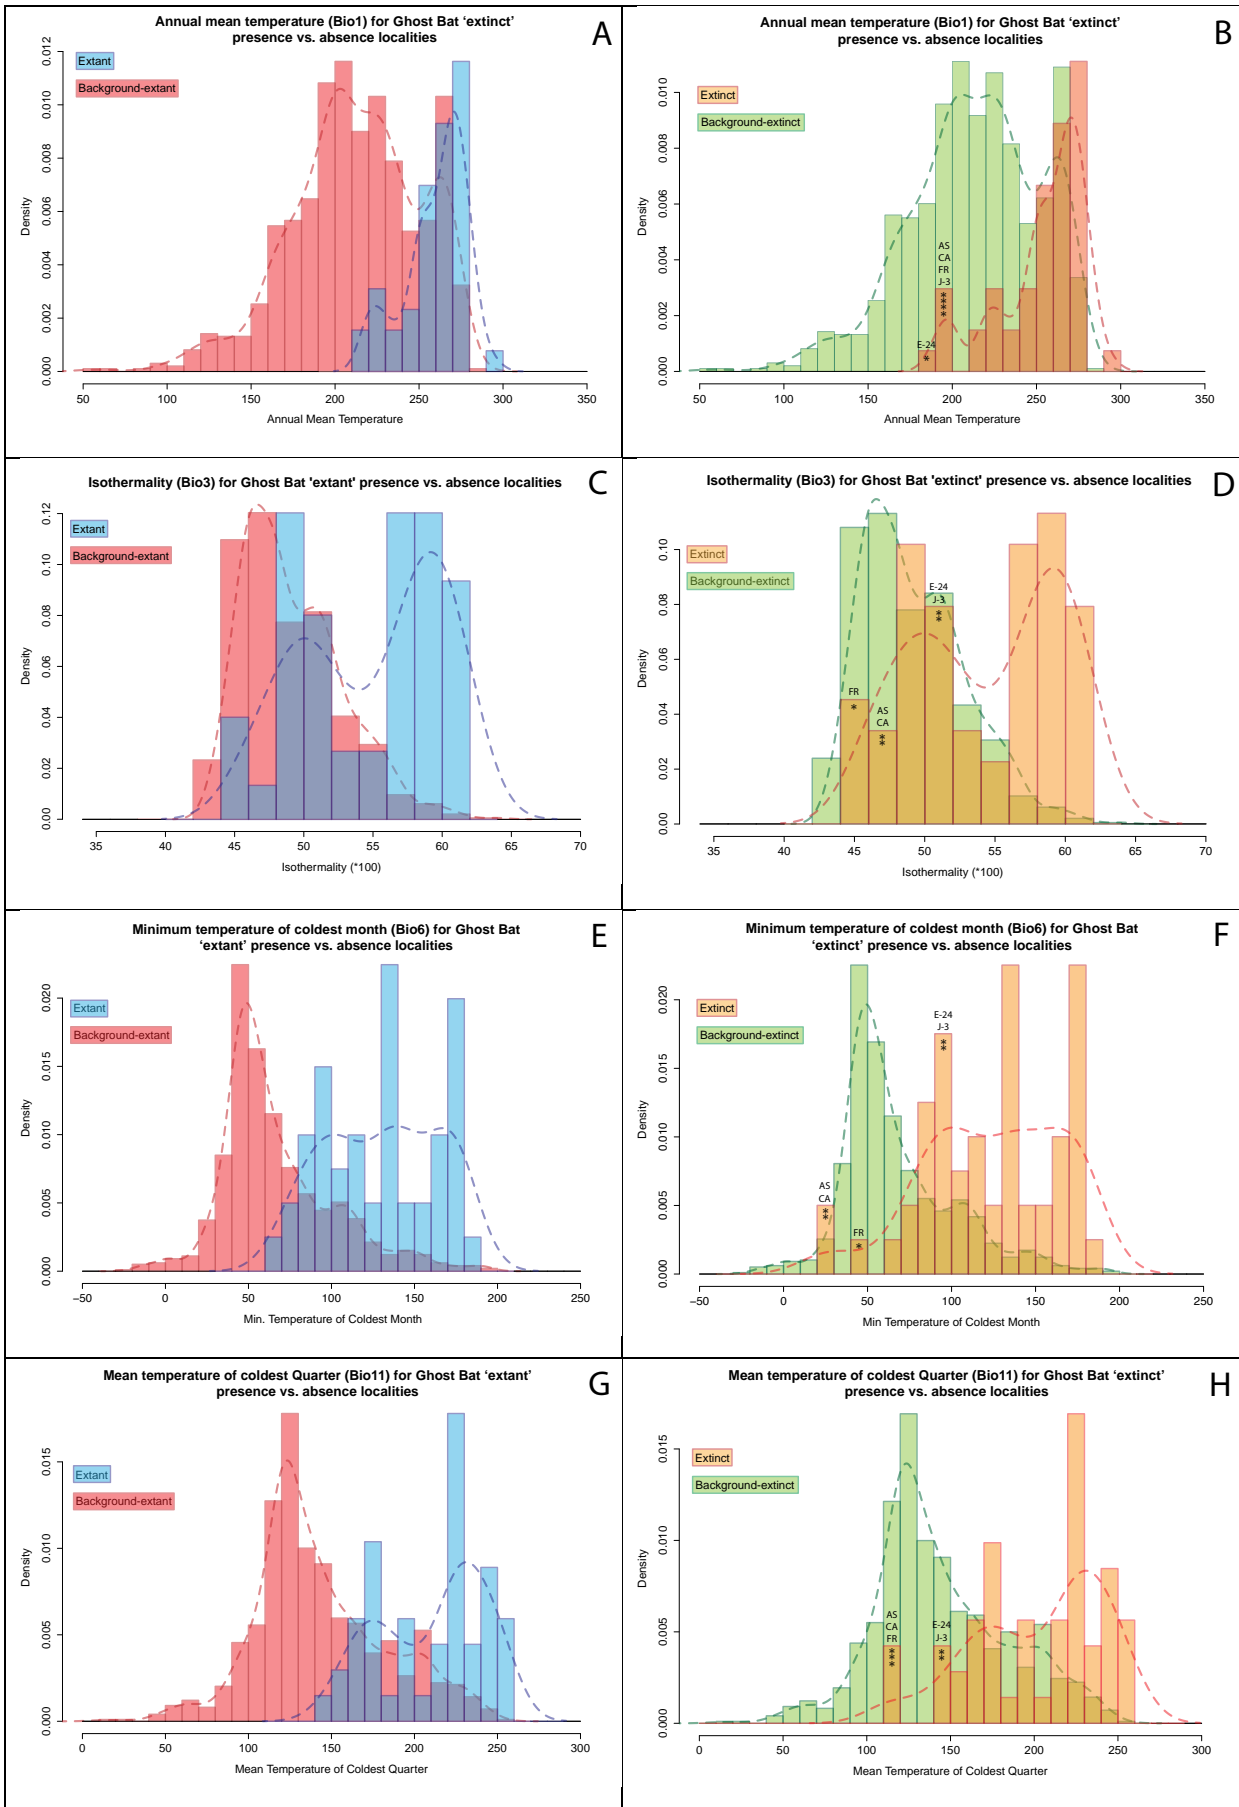 Annual mean temperature (Bio1) for Ghost Bat ‘extinct’
presence vs. absence localities
A
Extant
Background-extant
Density
0.000
0.002
0.004
0.006
0.008
0.010
0.012
50
100
150
200
250
300
350
Annual Mean Temperature
Annual mean temperature (Bio1) for Ghost Bat ‘extinct’
presence vs. absence localities
B
Extinct
Background-extinct
AS
CA
FR
J-3
****
E-24
*
Density
0.000
0.002
0.004
0.006
0.008
0.010
50
100
150
200
250
300
350
Annual Mean Temperature
Isothermality (Bio3) for Ghost Bat 'extant' presence vs. absence localities
C
Extant
Background-extant
Density
0.00
0.02
0.04
0.06
0.08
0.10
0.12
35
40
45
50
55
60
65
70
Isothermality (*100)
Isothermality (Bio3) for Ghost Bat 'extinct' presence vs. absence localities
D
Extinct
Background-extinct
E-24
J-3
**
FR
*
AS
CA
**
Density
0.00
0.02
0.04
0.06
0.08
0.10
35
40
45
50
55
60
65
70
Isothermality (*100)
Minimum temperature of coldest month (Bio6) for Ghost Bat
‘extant’ presence vs. absence localities
E
Extant
Background-extant
Density
0.000
0.005
0.010
0.015
0.020
−50
0
50
100
150
200
250
Min. Temperature of Coldest Month
Minimum temperature of coldest month (Bio6) for Ghost Bat
‘extinct’ presence vs. absence localities
F
Extinct
Background-extinct
E-24
J-3
**
AS
CA
**
FR
*
Density
0.000
0.005
0.010
0.015
0.020
−50
0
50
100
150
200
250
Min Temperature of Coldest Month
Mean temperature of coldest Quarter (Bio11) for Ghost Bat ‘extant’
presence vs. absence localities
G
Extant
Background-extant
Density
0.000
0.005
0.010
0.015
0
50
100
150
200
250
300
Mean Temperature of Coldest Quarter
Mean temperature of coldest Quarter (Bio11) for Ghost Bat ‘extinct’
presence vs. absence localities
H
Extinct
Background-extinct
AS
CA
FR
***
E-24
J-3
**
Density
0.000
0.005
0.010
0.015
0
50
100
150
200
250
300
Mean Temperature of Coldest Quarter